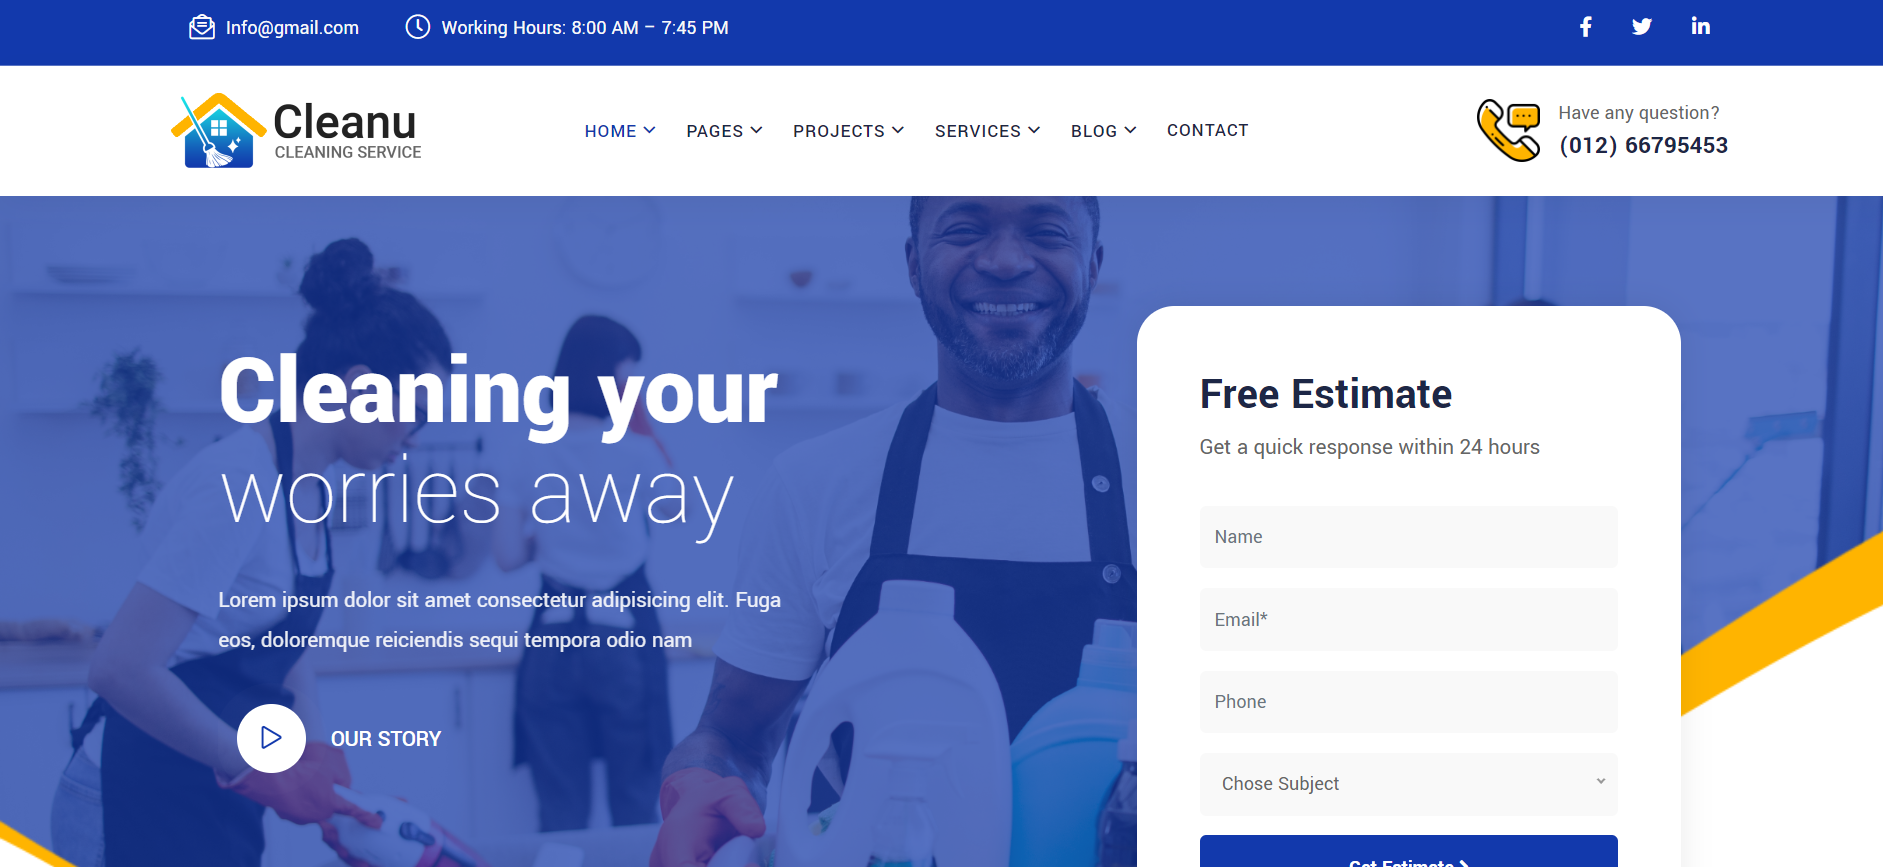 Info@gmail.com
Working Hours: 8:00 AM – 7:45 PM
Cleanu
CLEANING SERVICE
HOME
PAGES
PROJECTS
SERVICES
BLOG
CONTACT
Have any question?
(012) 66795453
Cleaning your
worries away
Lorem ipsum dolor sit amet consectetur adipisicing elit. Fuga
eos, doloremque reiciendis sequi tempora odio nam
OUR STORY
Free Estimate
Get a quick response within 24 hours
Name
Email*
Phone
Chose Subject
Get Estimate